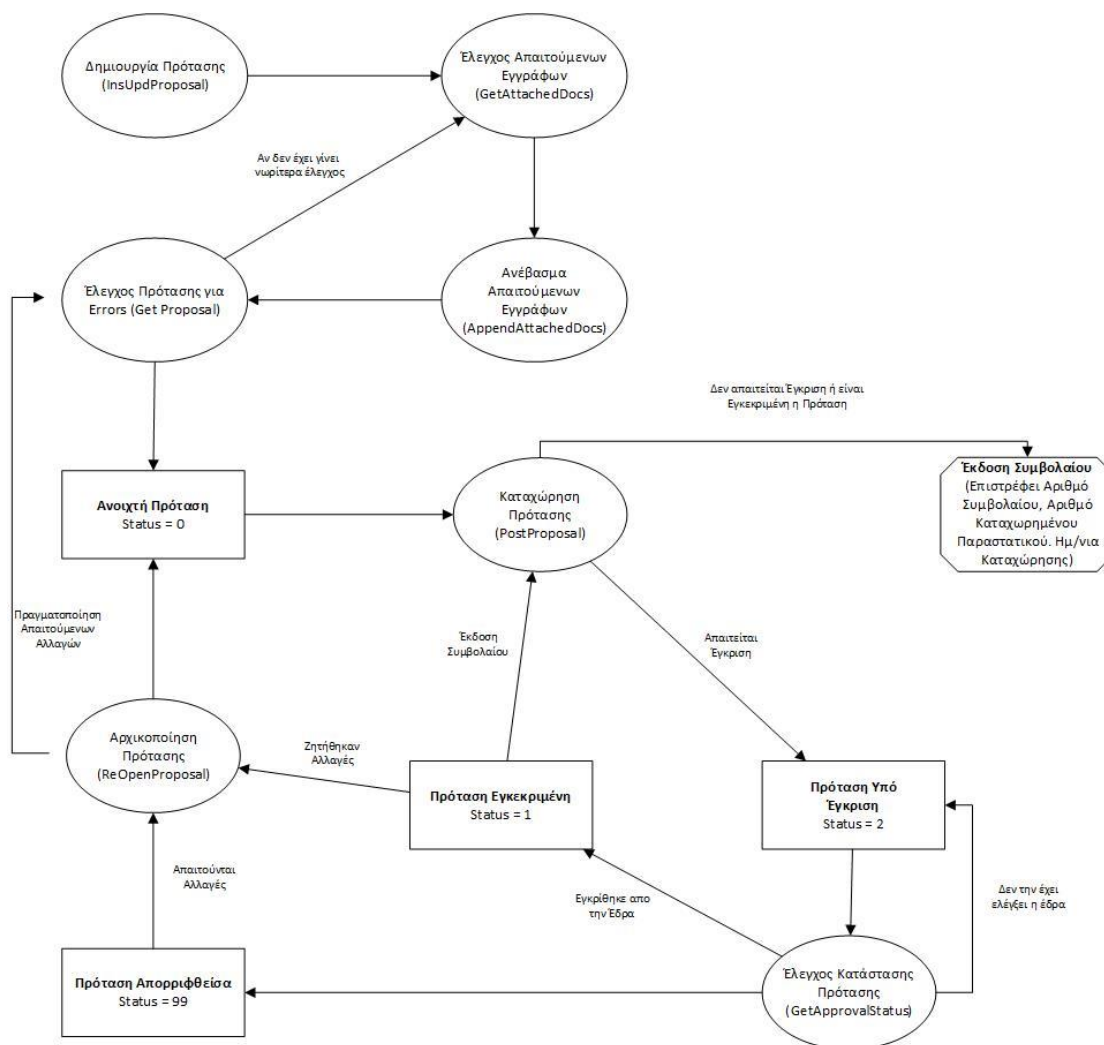 Δημιουργία Πρότασης
(InsUpdProposal)
Έλεγχος Απαιτούμενων
Εγγράφων
(GetAttachedDocs)
Αν δεν έχει γίνει
νωρίτερα έλεγχος
Έλεγχος Πρότασης για
Errors (Get Proposal)
Ανέβασμα
Απαιτούμενων
Εγγράφων
(AppendAttachedDocs)
Δεν απαιτείται Έγκριση ή είναι
Εγκεκριμένη η Πρόταση
Ανοιχτή Πρόταση
Status = 0
Καταχώρηση
Πρότασης
(PostProposal)
Έκδοση Συμβολαίου
(Επιστρέφει Αριθμό
Συμβολαίου, Αριθμό
Καταχωρημένου
Παραστατικού. Ημ/νια
Καταχώρησης)
Πραγματοποίηση
Απαιτούμενων
Αλλαγών
Έκδοση
Συμβολαίου
Απαιτείται
Έγκριση
Αρχικοποίηση
Πρότασης
(ReOpenProposal)
Ζητήθηκαν
Αλλαγές
Πρόταση Εγκεκριμένη
Status = 1
Πρόταση Υπό
Έγκριση
Status = 2
Απαιτούνται
Αλλαγές
Εγκρίθηκε απο
την Έδρα
Δεν την έχει
ελέγξει η έδρα
Πρόταση Απορριφθείσα
Status = 99
Έλεγχος Κατάστασης
Πρότασης
(GetApprovalStatus)